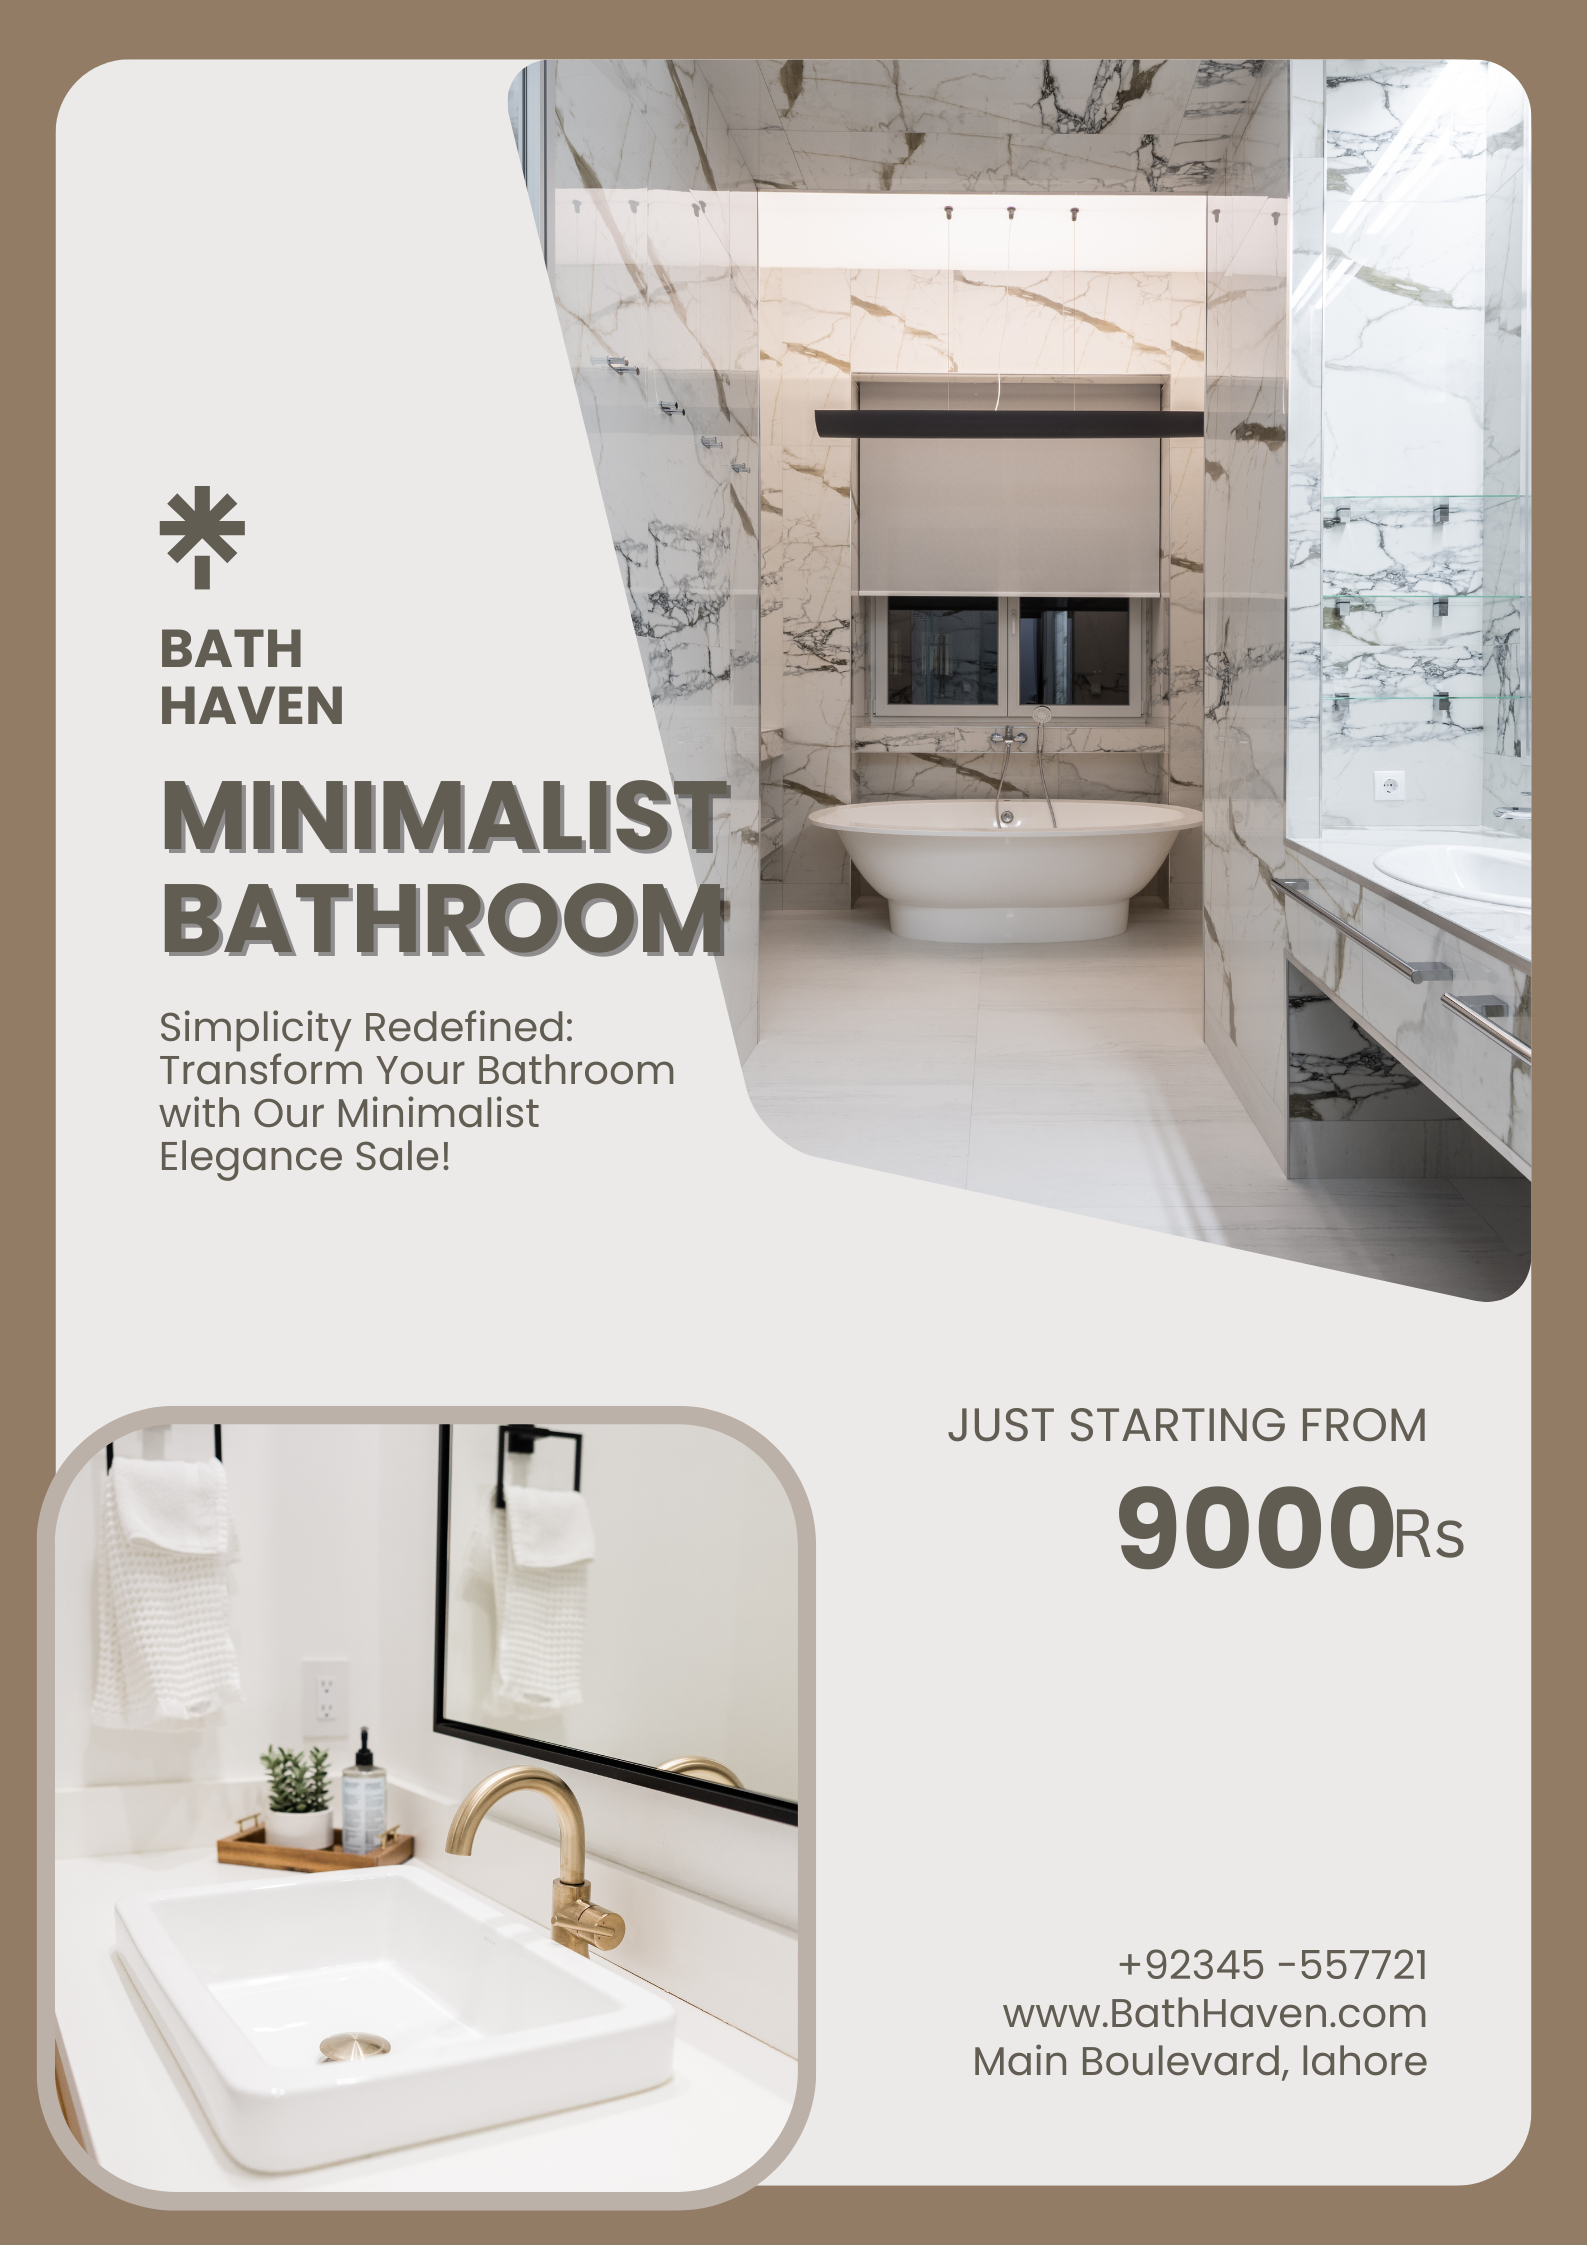 BATH
HAVEN
MINIMALIST
BATHROOM
Simplicity Redefined:
Transform Your Bathroom
with Our Minimalist
Elegance Sale!
JUST STARTING FROM
9000Rs
+92345 -557721
www.BathHaven.com
Main Boulevard, lahore